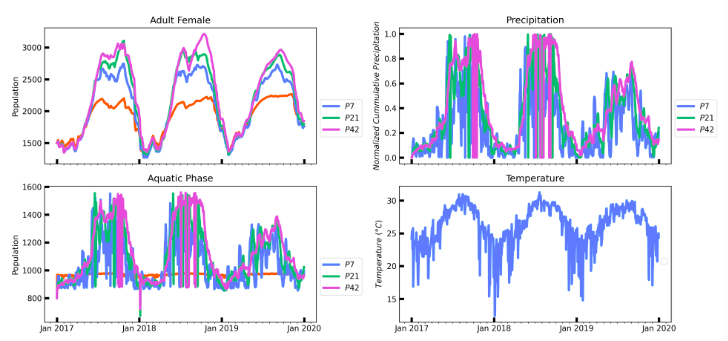 Adult Female
Population
3000
2500
2000
1500
P7
P21
P42
Precipitation
Normalized Cummulative Precipitation
1.0
0.8
0.6
0.4
0.2
0.0
P7
P21
P42
Aquatic Phase
Population
1600
1400
1200
1000
800
P7
P21
P42
Jan 2017
Jan 2018
Jan 2019
Jan 2020
Temperature
Temperature (°C)
30
25
20
15
Jan 2017
Jan 2018
Jan 2019
Jan 2020